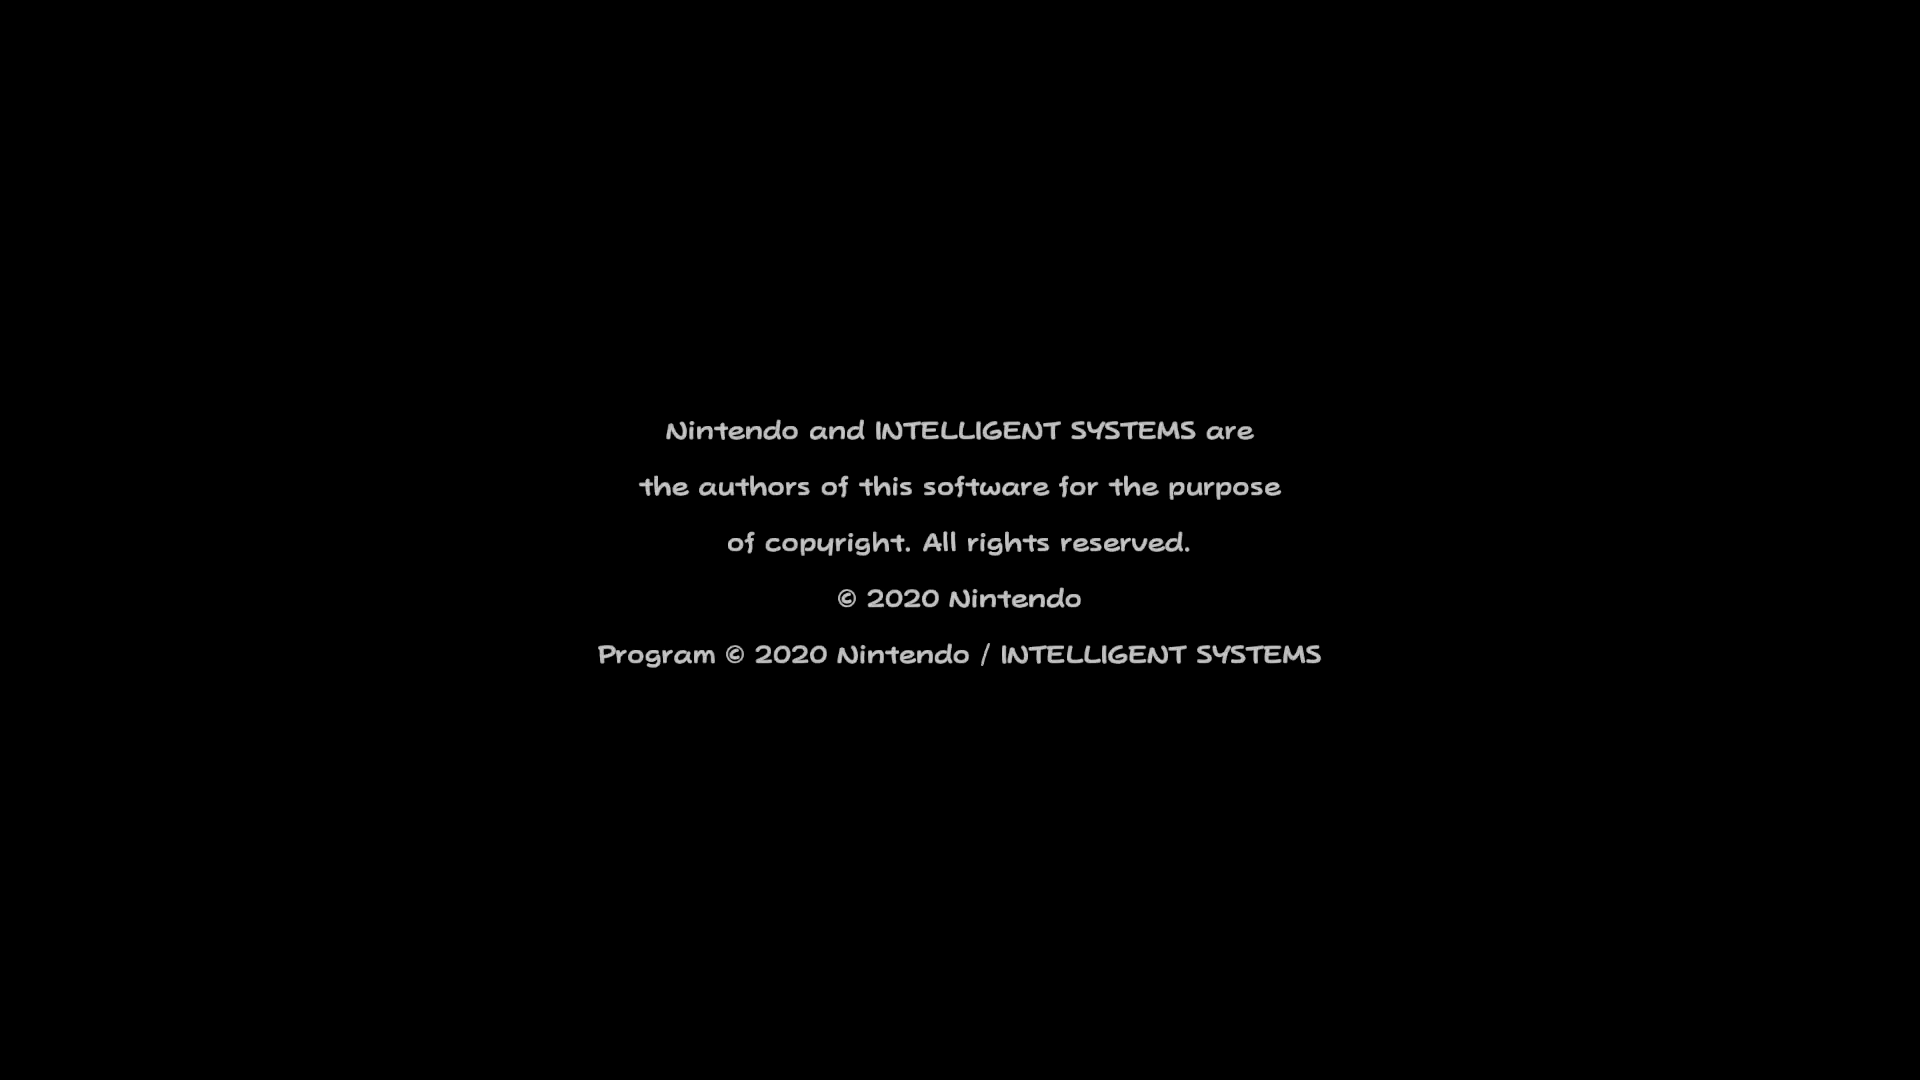 Nintendo and INTELLIGENT SYSTEMS are
the authors of this software for the purpose
of copyright. All rights reserved.
© 2020 Nintendo
Program © 2020 Nintendo / INTELLIGENT SYSTEMS